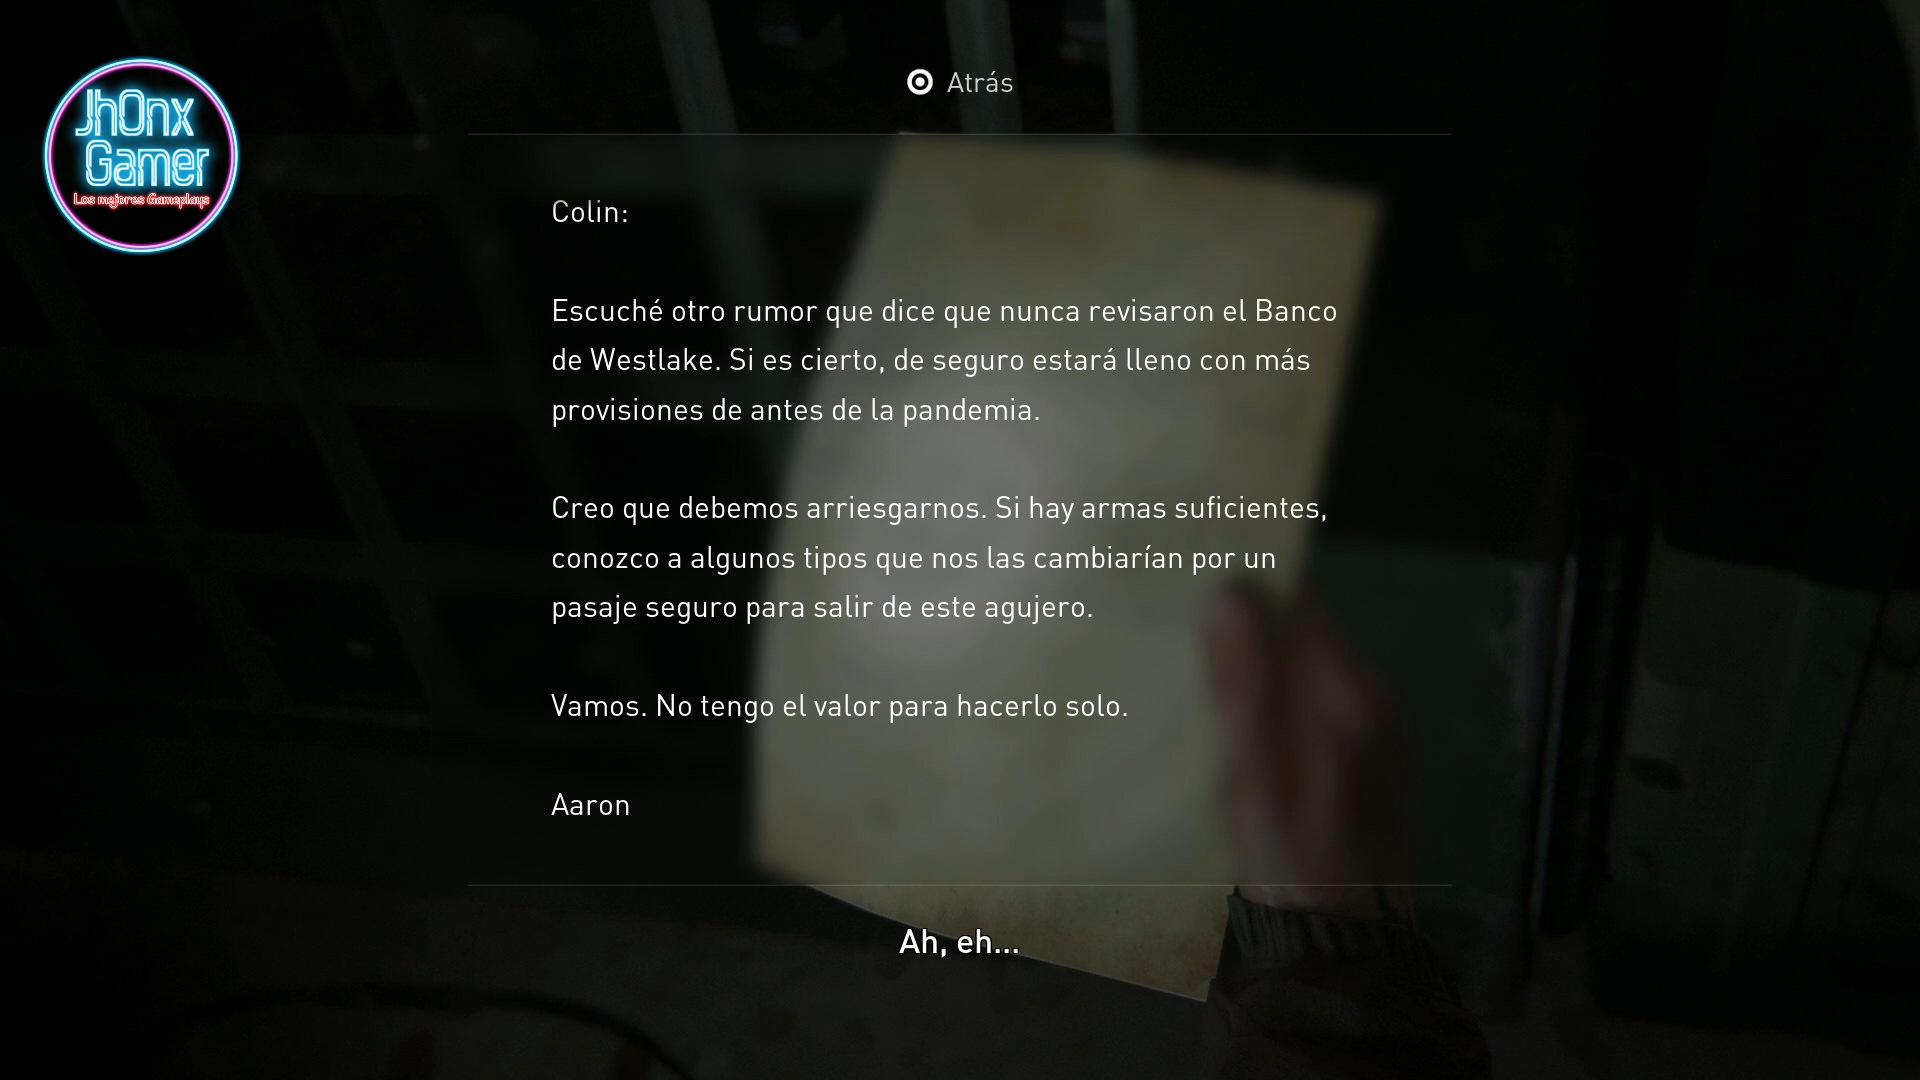 Jh0nx
Gamer
Los mejores Gameplays
Atrás
Colin:
Escuché otro rumor que dice que nunca revisaron el Banco
de Westlake. Si es cierto, de seguro estará lleno con más
provisiones de antes de la pandemia.
Creo que debemos arriesgarnos. Si hay armas suficientes,
conozco a algunos tipos que nos las cambiarían por un
pasaje seguro para salir de este agujero.
Vamos. No tengo el valor para hacerlo solo.
Aaron
Ah, eh...